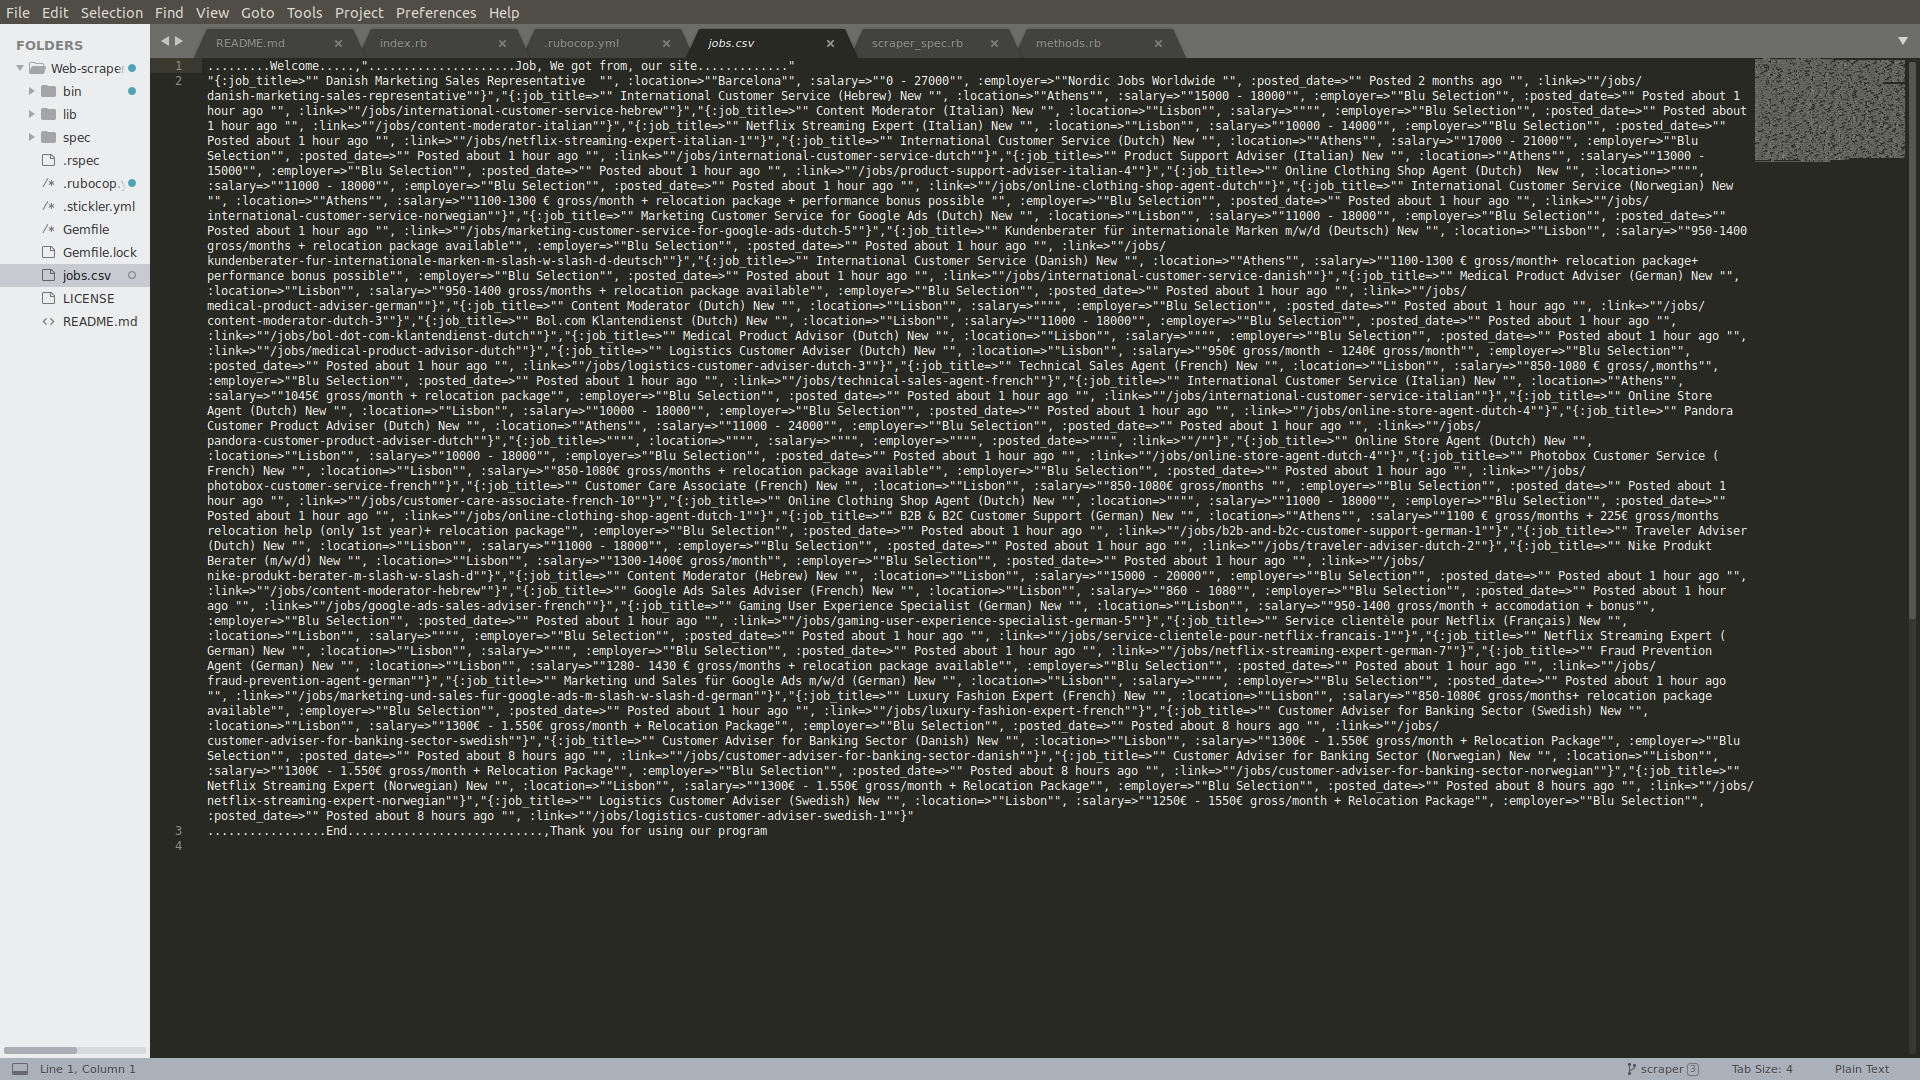 File Edit Selection Find View Goto Tools Project Preferences Help
FOLDERS
Web-scraper
bin
lib
spec
.rspec
/* .rubocop.y
/* .stickler.yml
/* Gemfile
Gemfile.lock
jobs.csv
LICENSE
<> README.md
README.md × index.rb × .rubocop.yml × jobs.csv × scraper_spec.rb × methods.rb ×
1 .........Welcome.....,".....................Job, We got from, our site............."
2 "{:job_title=>"" Danish Marketing Sales Representative  "", :location=>""Barcelona"", :salary=>""0 - 27000"", :employer=>""Nordic Jobs Worldwide "", :posted_date=>"" Posted 2 months ago "", :link=>""/jobs/
danish-marketing-sales-representative""}","{:job_title=>"" International Customer Service (Hebrew) New "", :location=>""Athens"", :salary=>""15000 - 18000"", :employer=>""Blu Selection"", :posted_date=>"" Posted about 1
hour ago "", :link=>""/jobs/international-customer-service-hebrew""}","{:job_title=>"" Content Moderator (Italian) New "", :location=>""Lisbon"", :salary=>"""", :employer=>""Blu Selection"", :posted_date=>"" Posted about
1 hour ago "", :link=>""/jobs/content-moderator-italian""}","{:job_title=>"" Netflix Streaming Expert (Italian) New "", :location=>""Lisbon"", :salary=>""10000 - 14000"", :employer=>""Blu Selection"", :posted_date=>""
Posted about 1 hour ago "", :link=>""/jobs/netflix-streaming-expert-italian-1""}","{:job_title=>"" International Customer Service (Dutch) New "", :location=>""Athens"", :salary=>""17000 - 21000"", :employer=>""Blu
Selection"", :posted_date=>"" Posted about 1 hour ago "", :link=>""/jobs/international-customer-service-dutch""}","{:job_title=>"" Product Support Adviser (Italian) New "", :location=>""Athens"", :salary=>""13000 -
15000"", :employer=>""Blu Selection"", :posted_date=>"" Posted about 1 hour ago "", :link=>""/jobs/product-support-adviser-italian-4""}","{:job_title=>"" Online Clothing Shop Agent (Dutch)  New "", :location=>"""",
:salary=>""11000 - 18000"", :employer=>""Blu Selection"", :posted_date=>"" Posted about 1 hour ago "", :link=>""/jobs/online-clothing-shop-agent-dutch""}","{:job_title=>"" International Customer Service (Norwegian) New
"", :location=>""Athens"", :salary=>""1100-1300 € gross/month + relocation package + performance bonus possible "", :employer=>""Blu Selection"", :posted_date=>"" Posted about 1 hour ago "", :link=>""/jobs/
international-customer-service-norwegian""}","{:job_title=>"" Marketing Customer Service for Google Ads (Dutch) New "", :location=>""Lisbon"", :salary=>""11000 - 18000"", :employer=>""Blu Selection"", :posted_date=>""
Posted about 1 hour ago "", :link=>""/jobs/marketing-customer-service-for-google-ads-dutch-5""}","{:job_title=>"" Kundenberater für internationale Marken m/w/d (Deutsch) New "", :location=>""Lisbon"", :salary=>""950-1400
gross/months + relocation package available"", :employer=>""Blu Selection"", :posted_date=>"" Posted about 1 hour ago "", :link=>""/jobs/
kundenberater-fur-internationale-marken-m-slash-w-slash-d-deutsch""}","{:job_title=>"" International Customer Service (Danish) New "", :location=>""Athens"", :salary=>""1100-1300 € gross/month+ relocation package+
performance bonus possible"", :employer=>""Blu Selection"", :posted_date=>"" Posted about 1 hour ago "", :link=>""/jobs/international-customer-service-danish""}","{:job_title=>"" Medical Product Adviser (German) New "",
:location=>""Lisbon"", :salary=>""950-1400 gross/months + relocation package available"", :employer=>""Blu Selection"", :posted_date=>"" Posted about 1 hour ago "", :link=>""/jobs/
medical-product-adviser-german""}","{:job_title=>"" Content Moderator (Dutch) New "", :location=>""Lisbon"", :salary=>"""", :employer=>""Blu Selection"", :posted_date=>"" Posted about 1 hour ago "", :link=>""/jobs/
content-moderator-dutch-3""}","{:job_title=>"" Bol.com Klantendienst (Dutch) New "", :location=>""Lisbon"", :salary=>""11000 - 18000"", :employer=>""Blu Selection"", :posted_date=>"" Posted about 1 hour ago "",
:link=>""/jobs/bol-dot-com-klantendienst-dutch""}","{:job_title=>"" Medical Product Advisor (Dutch) New "", :location=>""Lisbon"", :salary=>"""", :employer=>""Blu Selection"", :posted_date=>"" Posted about 1 hour ago "",
:link=>""/jobs/medical-product-advisor-dutch""}","{:job_title=>"" Logistics Customer Adviser (Dutch) New "", :location=>""Lisbon"", :salary=>""950€ gross/month - 1240€ gross/month"", :employer=>""Blu Selection"",
:posted_date=>"" Posted about 1 hour ago "", :link=>""/jobs/logistics-customer-adviser-dutch-3""}","{:job_title=>"" Technical Sales Agent (French) New "", :location=>""Lisbon"", :salary=>""850-1080 € gross/,months"",
:employer=>""Blu Selection"", :posted_date=>"" Posted about 1 hour ago "", :link=>""/jobs/technical-sales-agent-french""}","{:job_title=>"" International Customer Service (Italian) New "", :location=>""Athens"",
:salary=>""1045€ gross/month + relocation package"", :employer=>""Blu Selection"", :posted_date=>"" Posted about 1 hour ago "", :link=>""/jobs/international-customer-service-italian""}","{:job_title=>"" Online Store
Agent (Dutch) New "", :location=>""Lisbon"", :salary=>""10000 - 18000"", :employer=>""Blu Selection"", :posted_date=>"" Posted about 1 hour ago "", :link=>""/jobs/online-store-agent-dutch-4""}","{:job_title=>"" Pandora
Customer Product Adviser (Dutch) New "", :location=>""Athens"", :salary=>""11000 - 24000"", :employer=>""Blu Selection"", :posted_date=>"" Posted about 1 hour ago "", :link=>""/jobs/
pandora-customer-product-adviser-dutch""}","{:job_title=>"""", :location=>"""", :salary=>"""", :employer=>"""", :posted_date=>"""", :link=>""/""}","{:job_title=>"" Online Store Agent (Dutch) New "",
:location=>""Lisbon"", :salary=>""10000 - 18000"", :employer=>""Blu Selection"", :posted_date=>"" Posted about 1 hour ago "", :link=>""/jobs/online-store-agent-dutch-4""}","{:job_title=>"" Photobox Customer Service (
French) New "", :location=>""Lisbon"", :salary=>""850-1080€ gross/months + relocation package available"", :employer=>""Blu Selection"", :posted_date=>"" Posted about 1 hour ago "", :link=>""/jobs/
photobox-customer-service-french""}","{:job_title=>"" Customer Care Associate (French) New "", :location=>""Lisbon"", :salary=>""850-1080€ gross/months "", :employer=>""Blu Selection"", :posted_date=>"" Posted about 1
hour ago "", :link=>""/jobs/customer-care-associate-french-10""}","{:job_title=>"" Online Clothing Shop Agent (Dutch) New "", :location=>"""", :salary=>""11000 - 18000"", :employer=>""Blu Selection"", :posted_date=>""
Posted about 1 hour ago "", :link=>""/jobs/online-clothing-shop-agent-dutch-1""}","{:job_title=>"" B2B & B2C Customer Support (German) New "", :location=>""Athens"", :salary=>""1100 € gross/months + 225€ gross/months
relocation help (only 1st year)+ relocation package"", :employer=>""Blu Selection"", :posted_date=>"" Posted about 1 hour ago "", :link=>""/jobs/b2b-and-b2c-customer-support-german-1""}","{:job_title=>"" Traveler Adviser
(Dutch) New "", :location=>""Lisbon"", :salary=>""11000 - 18000"", :employer=>""Blu Selection"", :posted_date=>"" Posted about 1 hour ago "", :link=>""/jobs/traveler-adviser-dutch-2""}","{:job_title=>"" Nike Produkt
Berater (m/w/d) New "", :location=>""Lisbon"", :salary=>""1300-1400€ gross/month"", :employer=>""Blu Selection"", :posted_date=>"" Posted about 1 hour ago "", :link=>""/jobs/
nike-produkt-berater-m-slash-w-slash-d""}","{:job_title=>"" Content Moderator (Hebrew) New "", :location=>""Lisbon"", :salary=>""15000 - 20000"", :employer=>""Blu Selection"", :posted_date=>"" Posted about 1 hour ago "",
:link=>""/jobs/content-moderator-hebrew""}","{:job_title=>"" Google Ads Sales Adviser (French) New "", :location=>""Lisbon"", :salary=>""860 - 1080"", :employer=>""Blu Selection"", :posted_date=>"" Posted about 1 hour
ago "", :link=>""/jobs/google-ads-sales-adviser-french""}","{:job_title=>"" Gaming User Experience Specialist (German) New "", :location=>""Lisbon"", :salary=>""950-1400 gross/month + accomodation + bonus"",
:employer=>""Blu Selection"", :posted_date=>"" Posted about 1 hour ago "", :link=>""/jobs/gaming-user-experience-specialist-german-5""}","{:job_title=>"" Service clientèle pour Netflix (Français) New "",
:location=>""Lisbon"", :salary=>"""", :employer=>""Blu Selection"", :posted_date=>"" Posted about 1 hour ago "", :link=>""/jobs/service-clientele-pour-netflix-francais-1""}","{:job_title=>"" Netflix Streaming Expert (
German) New "", :location=>""Lisbon"", :salary=>"""", :employer=>""Blu Selection"", :posted_date=>"" Posted about 1 hour ago "", :link=>""/jobs/netflix-streaming-expert-german-7""}","{:job_title=>"" Fraud Prevention
Agent (German) New "", :location=>""Lisbon"", :salary=>""1280- 1430 € gross/months + relocation package available"", :employer=>""Blu Selection"", :posted_date=>"" Posted about 1 hour ago "", :link=>""/jobs/
fraud-prevention-agent-german""}","{:job_title=>"" Marketing und Sales für Google Ads m/w/d (German) New "", :location=>""Lisbon"", :salary=>"""", :employer=>""Blu Selection"", :posted_date=>"" Posted about 1 hour ago
"", :link=>""/jobs/marketing-und-sales-fur-google-ads-m-slash-w-slash-d-german""}","{:job_title=>"" Luxury Fashion Expert (French) New "", :location=>""Lisbon"", :salary=>""850-1080€ gross/months+ relocation package
available"", :employer=>""Blu Selection"", :posted_date=>"" Posted about 1 hour ago "", :link=>""/jobs/luxury-fashion-expert-french""}","{:job_title=>"" Customer Adviser for Banking Sector (Swedish) New "",
:location=>""Lisbon"", :salary=>""1300€ - 1.550€ gross/month + Relocation Package"", :employer=>""Blu Selection"", :posted_date=>"" Posted about 8 hours ago "", :link=>""/jobs/
customer-adviser-for-banking-sector-swedish""}","{:job_title=>"" Customer Adviser for Banking Sector (Danish) New "", :location=>""Lisbon"", :salary=>""1300€ - 1.550€ gross/month + Relocation Package"", :employer=>""Blu
Selection"", :posted_date=>"" Posted about 8 hours ago "", :link=>""/jobs/customer-adviser-for-banking-sector-danish""}","{:job_title=>"" Customer Adviser for Banking Sector (Norwegian) New "", :location=>""Lisbon"",
:salary=>""1300€ - 1.550€ gross/month + Relocation Package"", :employer=>""Blu Selection"", :posted_date=>"" Posted about 8 hours ago "", :link=>""/jobs/customer-adviser-for-banking-sector-norwegian""}","{:job_title=>""
Netflix Streaming Expert (Norwegian) New "", :location=>""Lisbon"", :salary=>""1300€ - 1.550€ gross/month + Relocation Package"", :employer=>""Blu Selection"", :posted_date=>"" Posted about 8 hours ago "", :link=>""/jobs/
netflix-streaming-expert-norwegian""}","{:job_title=>"" Logistics Customer Adviser (Swedish) New "", :location=>""Lisbon"", :salary=>""1250€ - 1550€ gross/month + Relocation Package"", :employer=>""Blu Selection"",
:posted_date=>"" Posted about 8 hours ago "", :link=>""/jobs/logistics-customer-adviser-swedish-1""}"
3 .................End............................,Thank you for using our program
4
Line 1, Column 1 scraper 3 Tab Size: 4 Plain Text